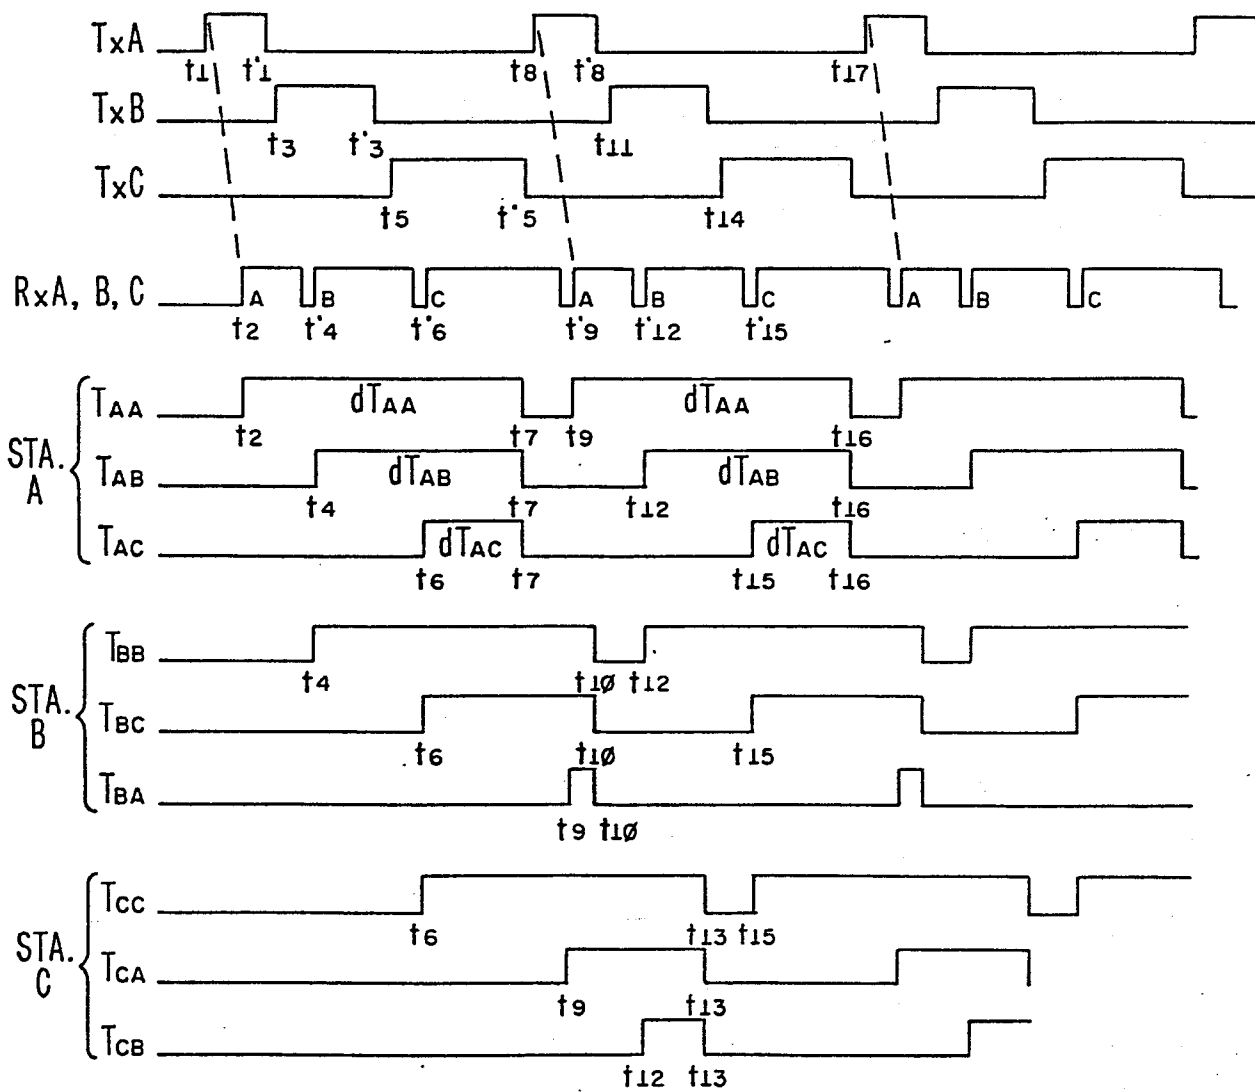 TxA
t1 t'1 t8 t'8 t17
TxB
t3 t'3 t11
TxC
t5 t'5 t14
RxA, B, C A B C A B C A B C
t2 t'4 t'6 t'9 t'12 t'15
STA. A
TAA dTAA dTAA
t2 t7 t9 t16
TAB dTAB dTAB
t4 t7 t12 t16
TAC dTAC dTAC
t6 t7 t15 t16
STA. B
TBB
t4 t1ø t12
TBC
t6 t1ø t15
TBA
t9 t1ø
STA. C
TCC
t6 t13 t15
TCA
t9 t13
TCB
t12 t13